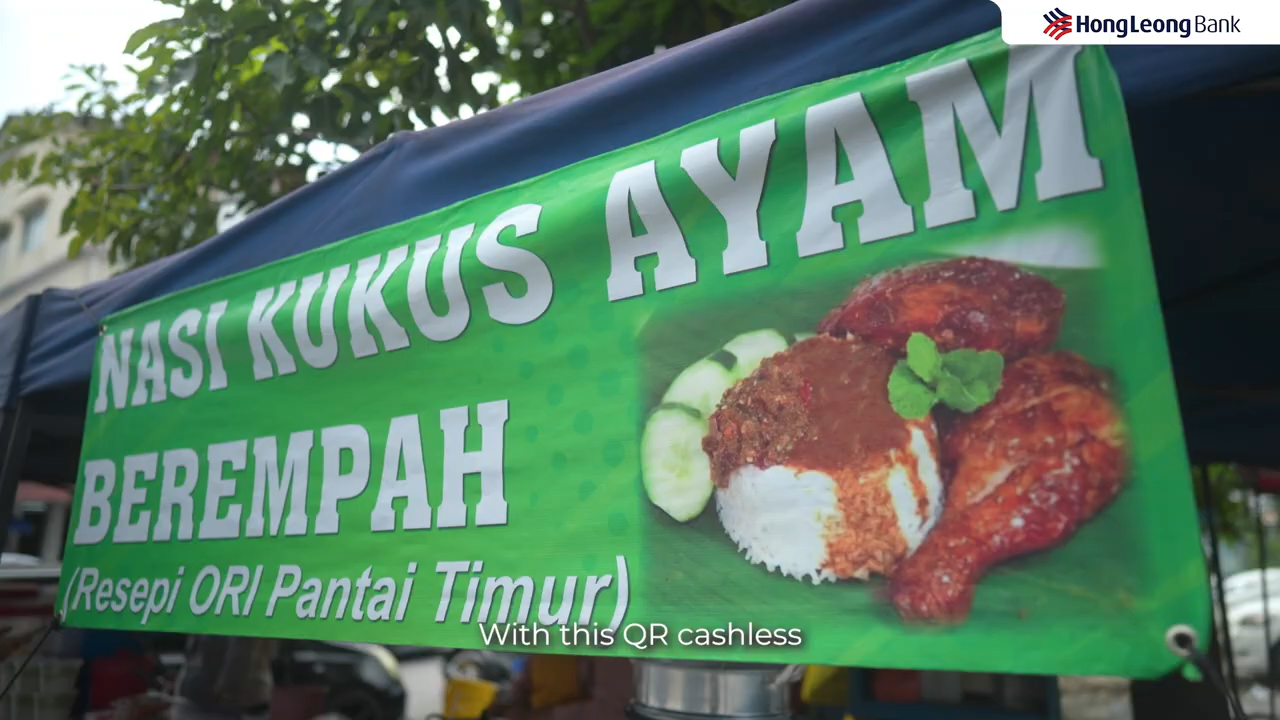 HongLeong Bank
NASI KUKUS AYAM
BEREMPAH
(Resepi ORI Pantai Timur)
With this QR cashless